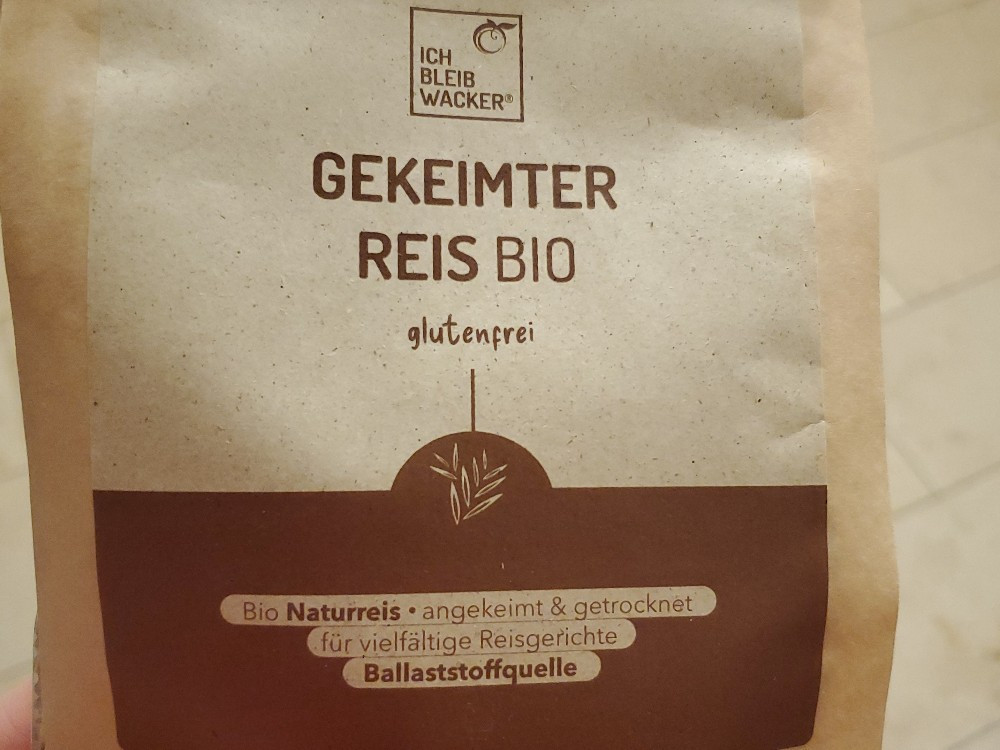 ICH
BLEIB
WACKER®
GEKEIMTER
REIS BIO
glutenfrei
Bio Naturreis • angekeimt & getrocknet
für vielfältige Reisgerichte
Ballaststoffquelle